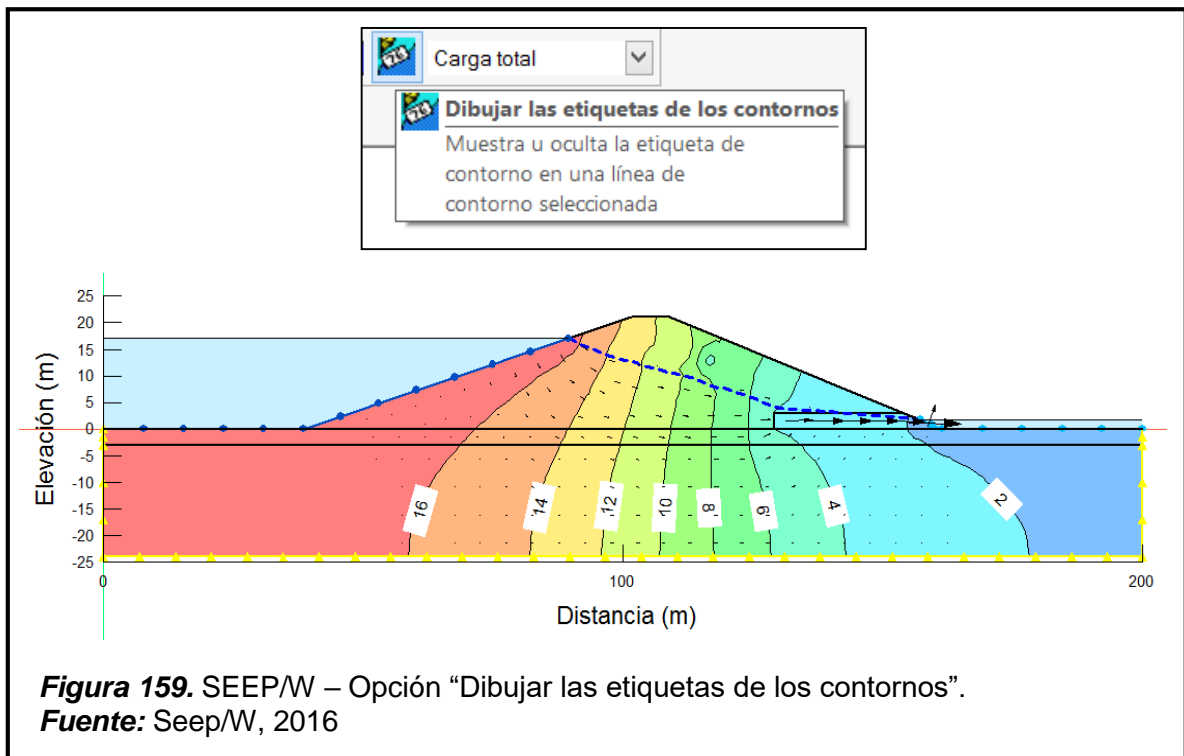 Carga total
Dibujar las etiquetas de los contornos
Muestra u oculta la etiqueta de
contorno en una línea de
contorno seleccionada
Elevación (m)
25
20
15
10
5
0
-5
-10
-15
-20
-25
16
14
12
10
8
6
4
2
0
100
200
Distancia (m)
Figura 159. SEEP/W – Opción “Dibujar las etiquetas de los contornos”.
Fuente: Seep/W, 2016